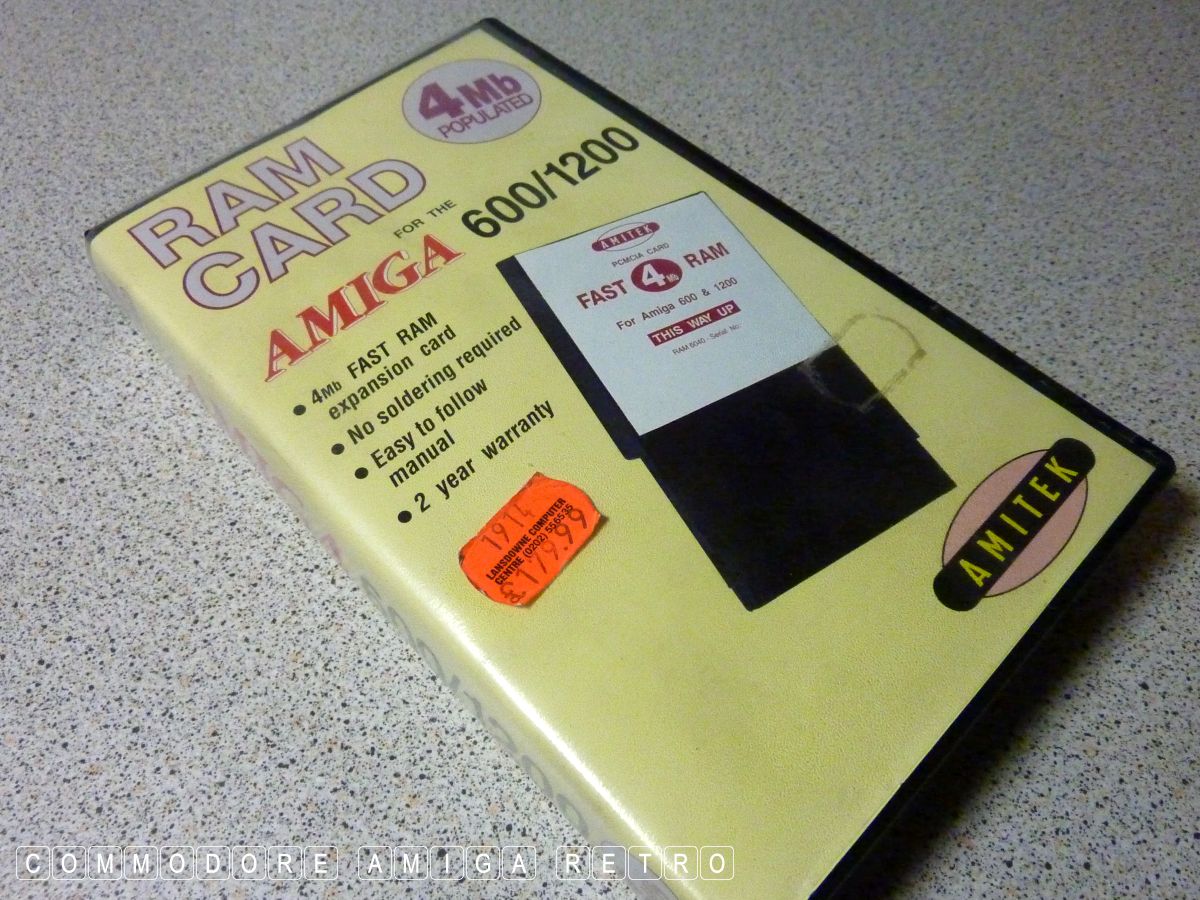 4Mb
POPULATED
RAM
CARD
FOR THE
AMIGA 600/1200
• 4Mb FAST RAM
expansion card
• No soldering required
• Easy to follow
manual
• 2 year warranty
AMITEK
PCMCIA CARD
FAST 4Mb RAM
For Amiga 600 & 1200
THIS WAY UP
RAM 6040 - Serial No:
1914
LANSDOWNE COMPUTER
CENTRE (0202) 556535
£179.99
AMITEK
COMMODORE AMIGA RETRO